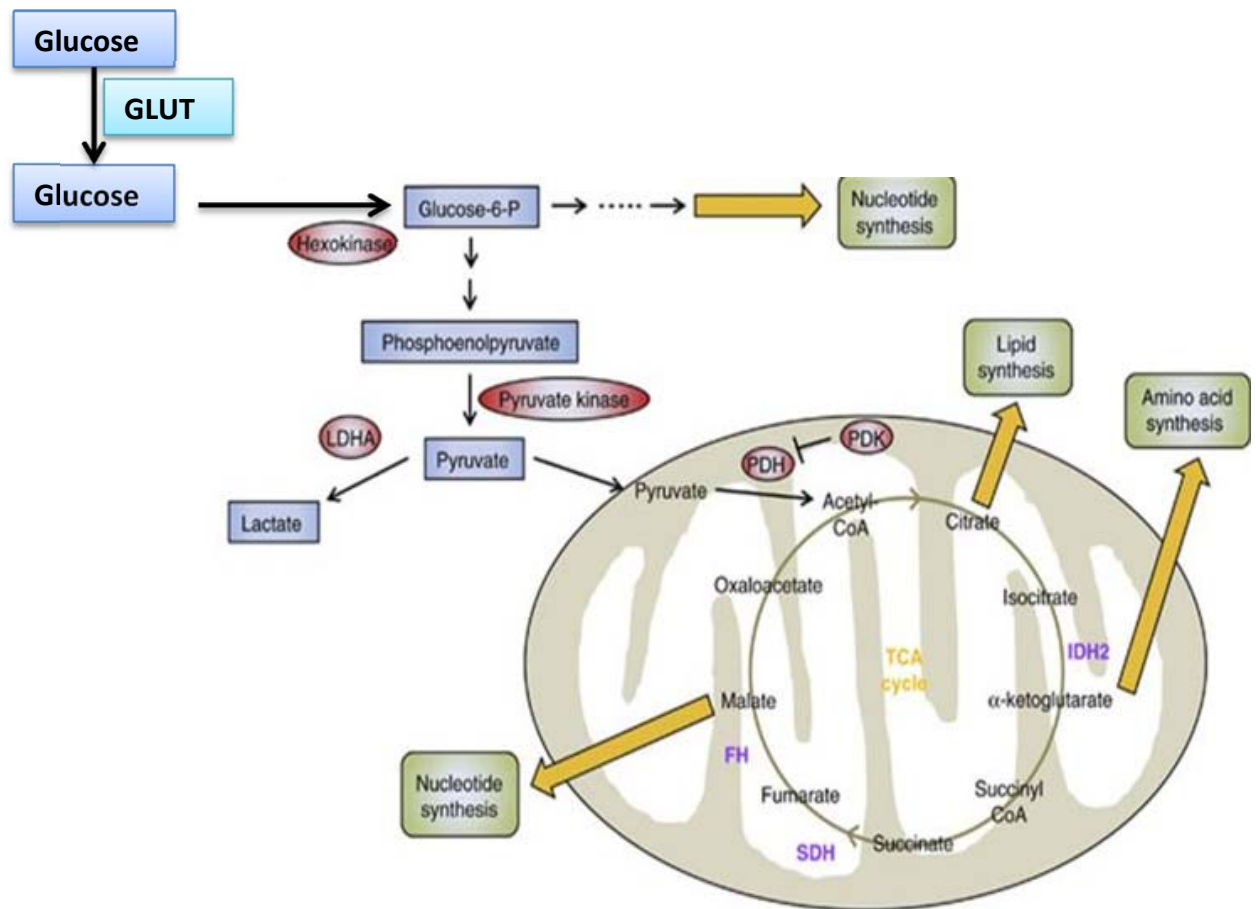 Glucose
GLUT
Glucose
Glucose-6-P
Nucleotide
synthesis
Hexokinase
Phosphoenolpyruvate
Lipid
synthesis
Pyruvate kinase
Amino acid
synthesis
LDHA
Pyruvate
PDK
PDH
Pyruvate
Acetyl-
CoA
Citrate
Lactate
Oxaloacetate
Isocitrate
TCA
cycle
IDH2
Malate
α-ketoglutarate
FH
Nucleotide
synthesis
Fumarate
Succinyl
CoA
SDH
Succinate